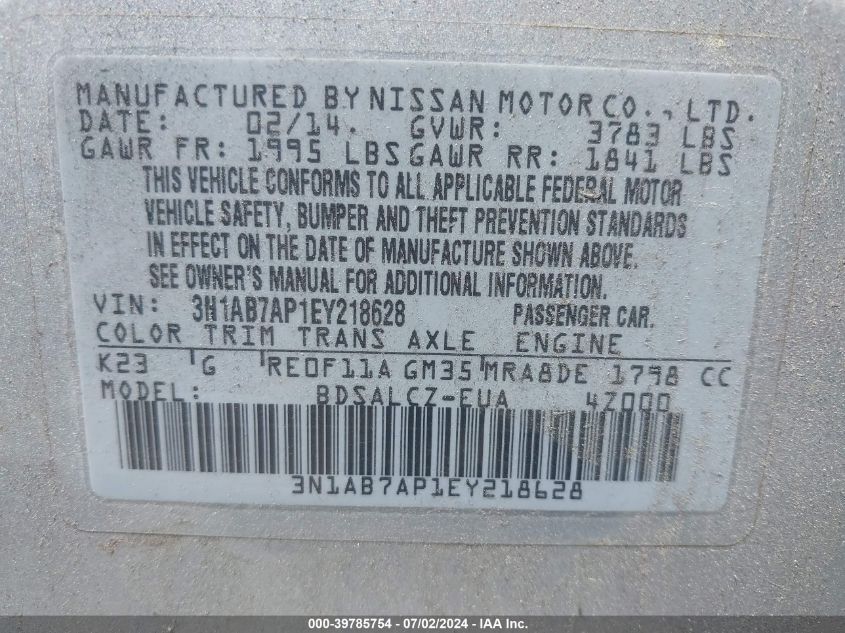 MANUFACTURED BY NISSAN MOTOR CO., LTD.
DATE: 02/14. GVWR: 3783 LBS
GAWR FR: 1995 LBS GAWR RR: 1841 LBS
THIS VEHICLE CONFORMS TO ALL APPLICABLE FEDERAL MOTOR
VEHICLE SAFETY, BUMPER AND THEFT PREVENTION STANDARDS
IN EFFECT ON THE DATE OF MANUFACTURE SHOWN ABOVE.
SEE OWNER'S MANUAL FOR ADDITIONAL INFORMATION.
VIN: 3N1AB7AP1EY218628 PASSENGER CAR.
COLOR TRIM TRANS AXLE ENGINE
K23 G RE0F11A GM35 MRA8DE 1798 CC
MODEL: BDSALCZ-EUA 4Z000
3N1AB7AP1EY218628
000-39785754 - 07/02/2024 - IAAI.com